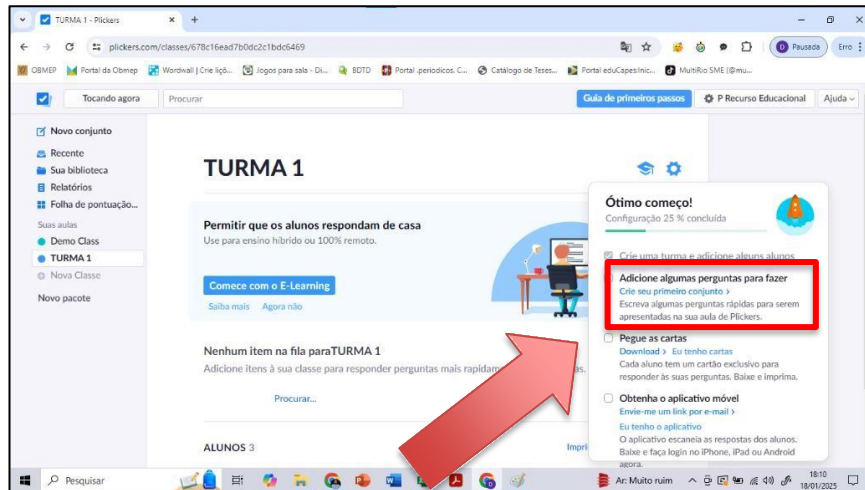 TURMA 1 - Plickers
plickers.com/classes/678c16ead7b0dc2c1bdc6469
Pausada
Erro
OBMEP
Portal da Obmep
Wordwall | Crie liçõ...
Jogos para sala - Di...
BDTD
Portal .periodicos. C...
Catálogo de Teses...
Portal eduCapes:Inic...
MultiRio SME (@mu...
Tocando agora
Procurar
Guia de primeiros passos
P Recurso Educacional
Ajuda
Novo conjunto
Recente
Sua biblioteca
Relatórios
Folha de pontuação...
Suas aulas
Demo Class
TURMA 1
Nova Classe
Novo pacote
TURMA 1
Permitir que os alunos respondam de casa
Use para ensino híbrido ou 100% remoto.
Comece com o E-Learning
Saiba mais Agora não
Nenhum item na fila paraTURMA 1
Adicione itens à sua classe para responder perguntas mais rapidam
Procurar...
ALUNOS 3
Impri
Ótimo começo!
Configuração 25 % concluída
Crie uma turma e adicione alguns alunos
Adicione algumas perguntas para fazer
Crie seu primeiro conjunto >
Escreva algumas perguntas rápidas para serem
apresentadas na sua aula de Plickers.
Pegue as cartas
Download > Eu tenho cartas
Cada aluno tem um cartão exclusivo para
responder às suas perguntas. Baixe e imprima.
Obtenha o aplicativo móvel
Envie-me um link por e-mail >
Eu tenho o aplicativo
O aplicativo escaneia as respostas dos alunos.
Baixe e faça login no iPhone, iPad ou Android
agora.
Pesquisar
Ar: Muito ruim
18:10
18/01/2025